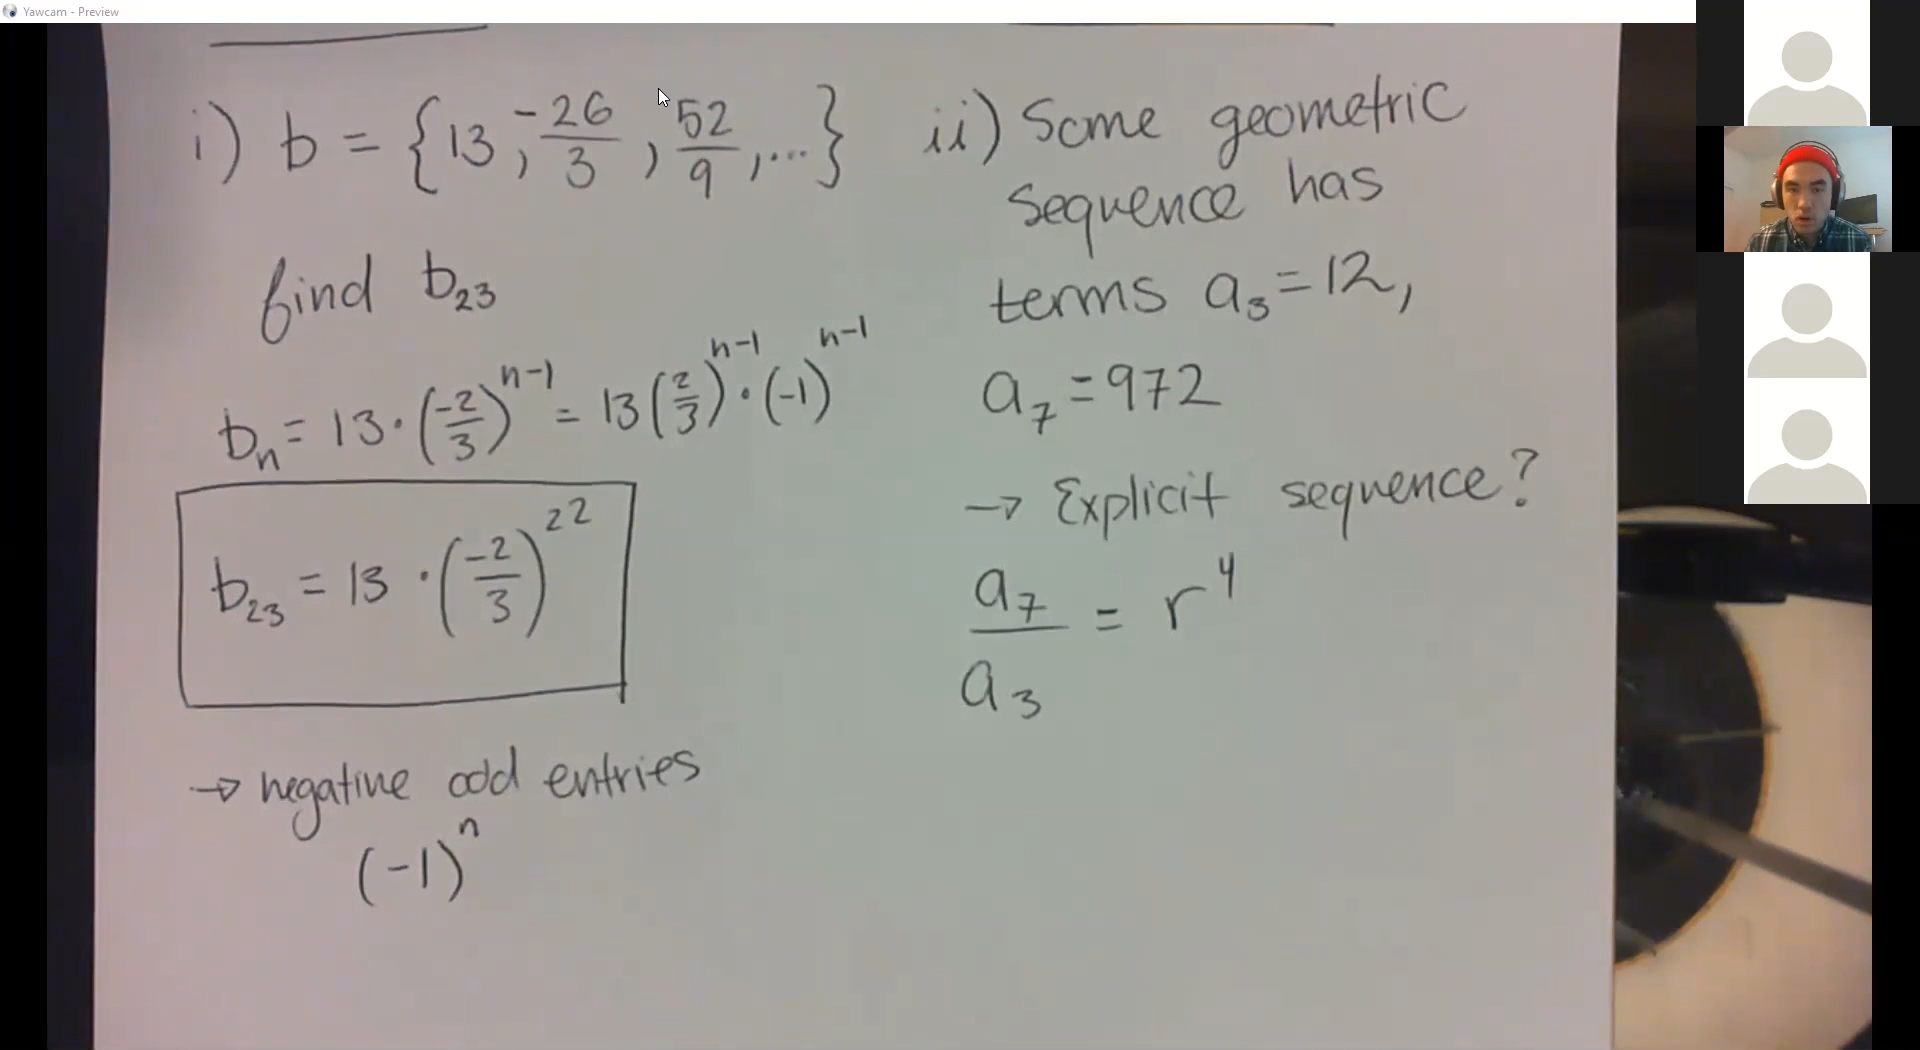 Yawcam - Preview
i) b = {13, -26/3, 52/9, ...}
find b₂₃
bₙ = 13 · (-2/3)ⁿ⁻¹ = 13 (2/3)ⁿ⁻¹ · (-1)ⁿ⁻¹
b₂₃ = 13 · (-2/3)²²
→ negative odd entries
(-1)ⁿ
ii) Some geometric
sequence has
terms a₃ = 12,
a₇ = 972
→ Explicit sequence?
a₇/a₃ = r⁴